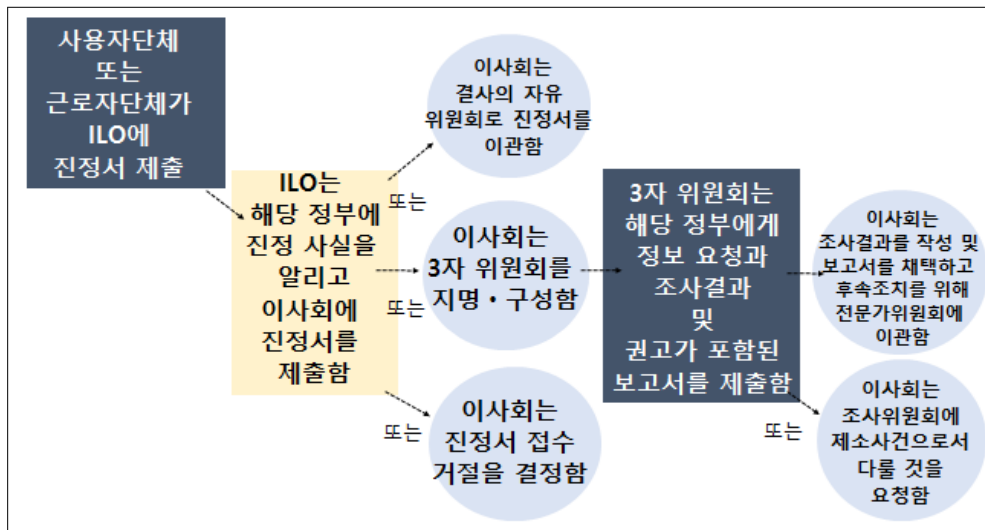 사용자단체
또는
근로자단체가
ILO에
진정서 제출
ILO는
해당 정부에
진정 사실을
알리고
이사회에
진정서를
제출함
또는
이사회는
결사의 자유
위원회로 진정서를
이관함
또는
이사회는
3자 위원회를
지명・구성함
또는
이사회는
진정서 접수
거절을 결정함
3자 위원회는
해당 정부에게
정보 요청과
조사결과
및
권고가 포함된
보고서를 제출함
이사회는
조사결과를 작성 및
보고서를 채택하고
후속조치를 위해
전문가위원회에
이관함
또는
이사회는
조사위원회에
제소사건으로서
다룰 것을
요청함